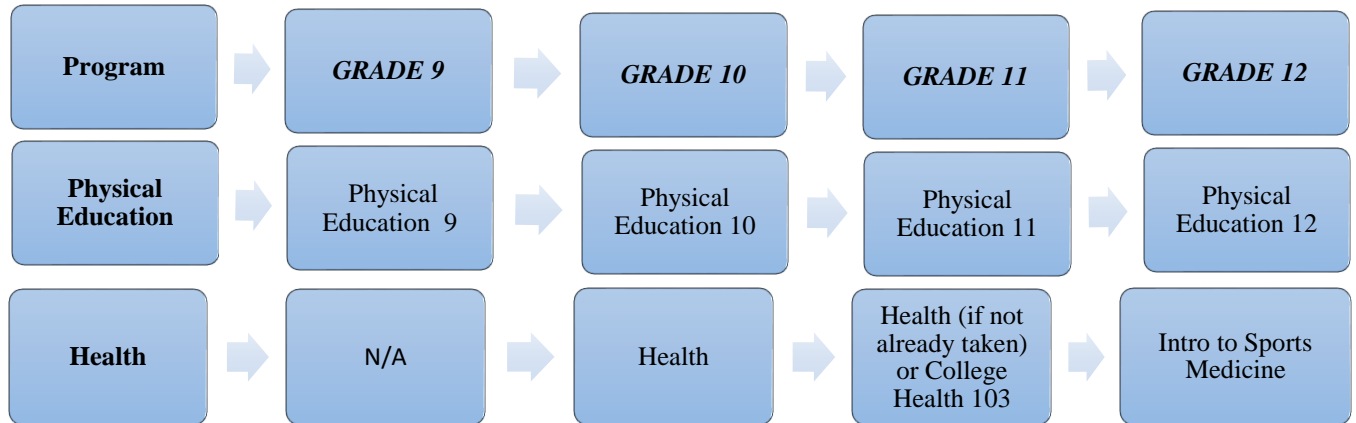 Program
GRADE 9
GRADE 10
GRADE 11
GRADE 12
Physical
Education
Physical
Education 9
Physical
Education 10
Physical
Education 11
Physical
Education 12
Health
N/A
Health
Health (if not
already taken)
or College
Health 103
Intro to Sports
Medicine